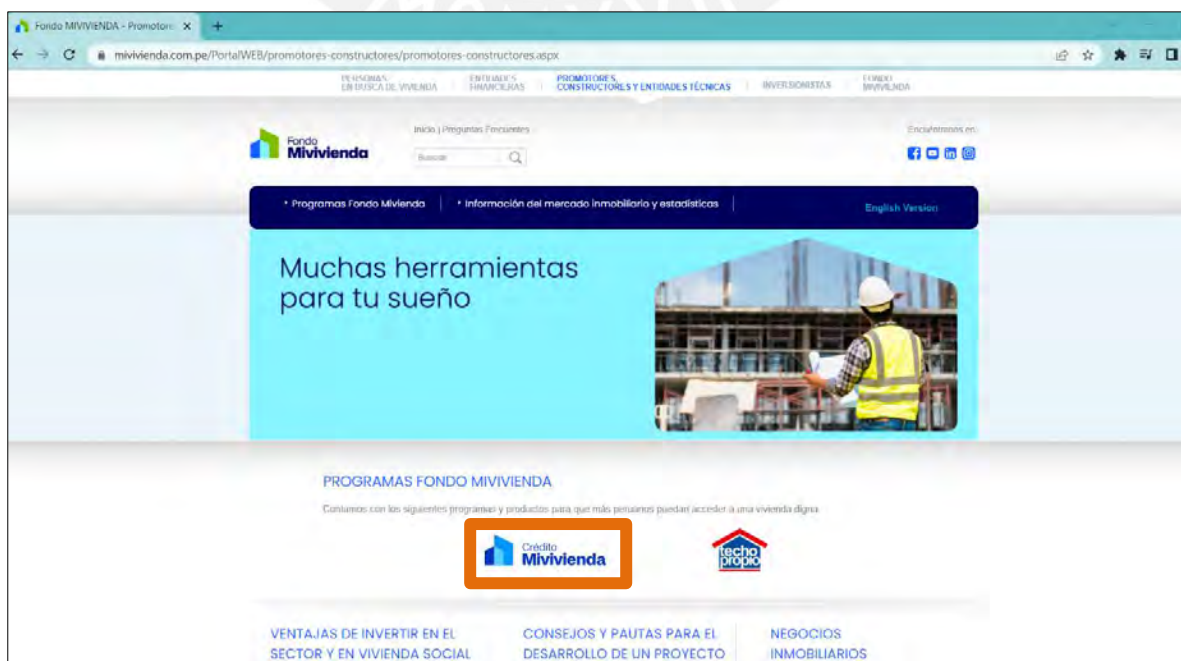 Fondo MIVIVIENDA - Promotore
mivivienda.com.pe/PortalWEB/promotores-constructores/promotores-constructores.aspx
PERSONAS
EN BUSCA DE VIVIENDA
ENTIDADES
FINANCIERAS
PROMOTORES,
CONSTRUCTORES Y ENTIDADES TÉCNICAS
INVERSIONISTAS
FONDO
MIVIVIENDA
Fondo
Mivivienda
Inicio | Preguntas Frecuentes
Buscar
Encuéntranos en:
• Programas Fondo Mivienda
• Información del mercado inmobiliario y estadísticas
English Version
Muchas herramientas
para tu sueño
PROGRAMAS FONDO MIVIVIENDA
Contamos con los siguientes programas y productos para que más peruanos puedan acceder a una vivienda digna.
Crédito
Mivivienda
techo
propio
VENTAJAS DE INVERTIR EN EL
SECTOR Y EN VIVIENDA SOCIAL
CONSEJOS Y PAUTAS PARA EL
DESARROLLO DE UN PROYECTO
NEGOCIOS
INMOBILIARIOS